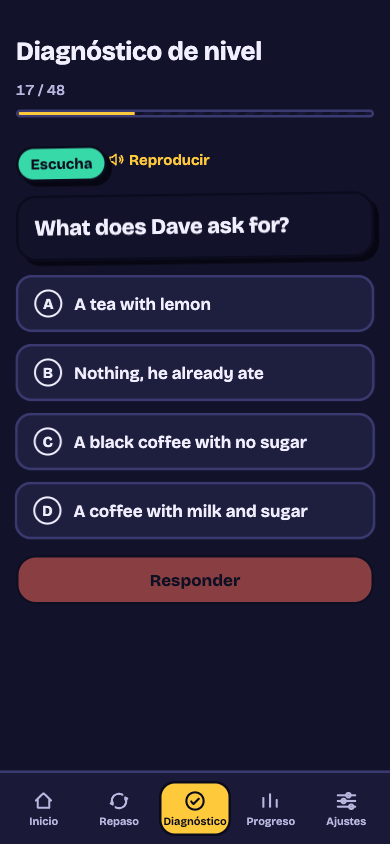 Diagnóstico de nivel
17 / 48
Escucha
Reproducir
What does Dave ask for?
A A tea with lemon
B Nothing, he already ate
C A black coffee with no sugar
D A coffee with milk and sugar
Responder
Inicio
Repaso
Diagnóstico
Progreso
Ajustes